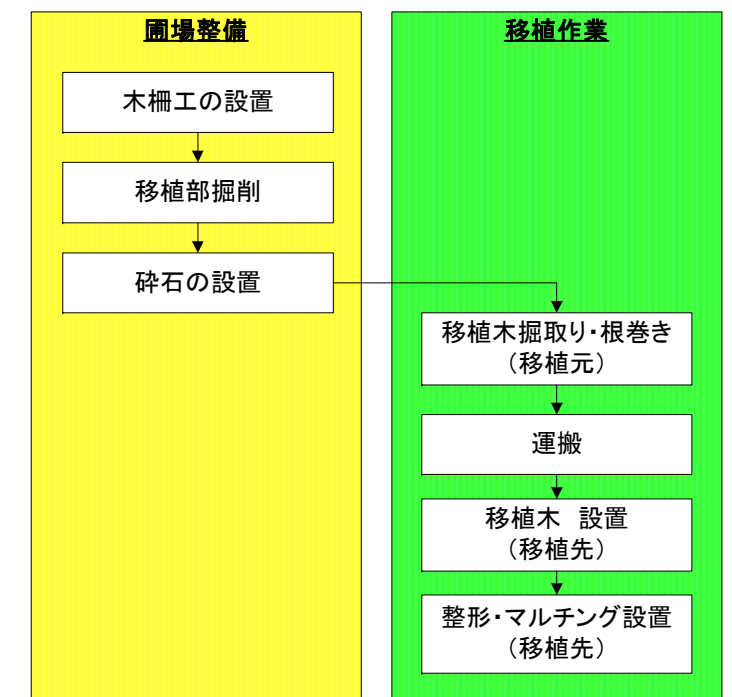 圃場整備
木柵工の設置
移植部掘削
砕石の設置
移植作業
移植木掘取り・根巻き
（移植元）
運搬
移植木　設置
（移植先）
整形・マルチング設置
（移植先）